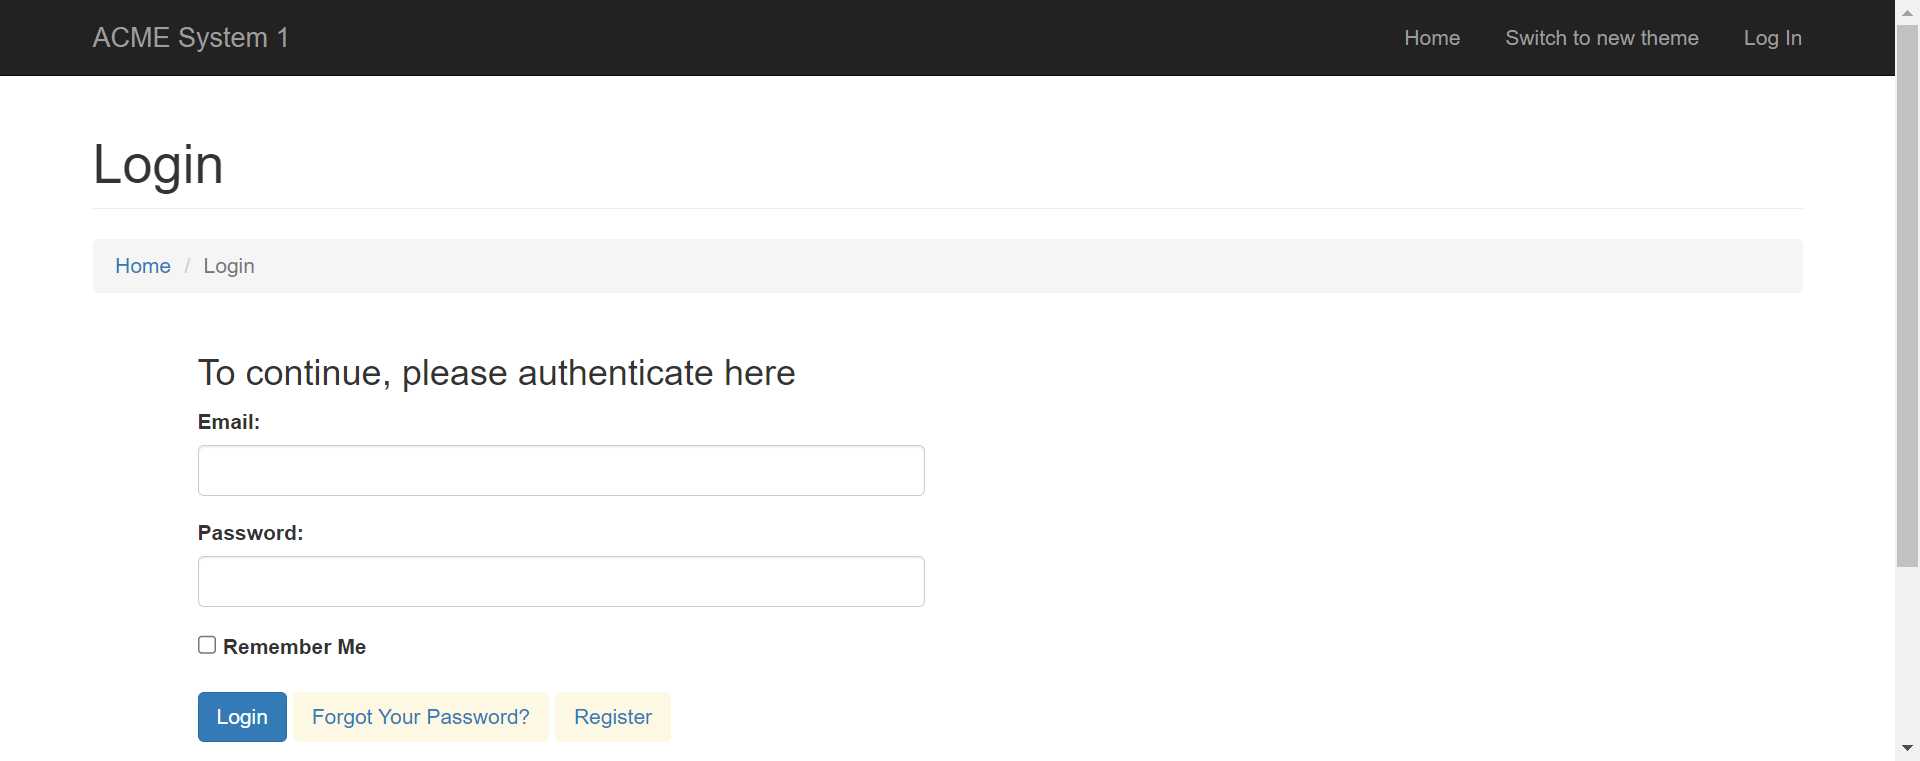 ACME System 1 Home Switch to new theme Log In
Login
Home / Login
To continue, please authenticate here
Email:
Password:
Remember Me
Login Forgot Your Password? Register